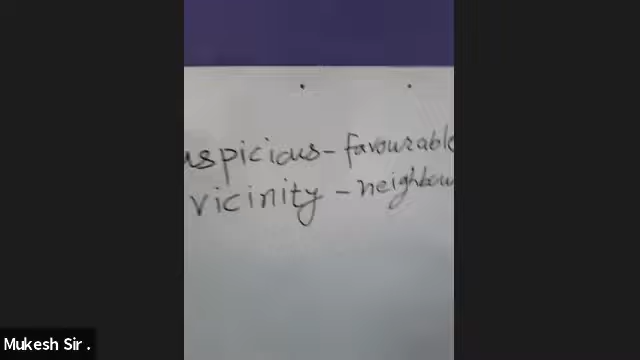 uspicious - favourable
vicinity - neighbou
Mukesh Sir .